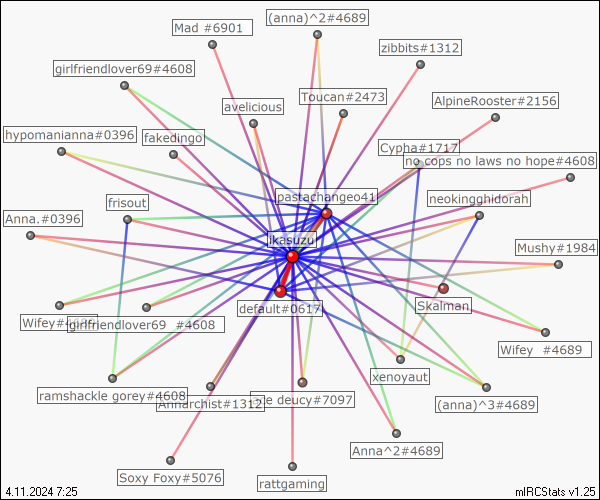 (anna)^2#4689
Mad #6901
zibbits#1312
girlfriendlover69#4608
Toucan#2473
AlpineRooster#2156
avelicious
hypomanianna#0396
fakedingo
Cypha#1717
no cops no laws no hope#4608
pastachangeo41
neokingghidorah
frisout
Anna.#0396
ikasuzu
Mushy#1984
default#0617
Skalman.
Wifey
girlfriendlover69_#4608
Wifey_#4689
xenoyaut
ramshackle gorey#4608
Annarchist#1312
deucy#7097
(anna)^3#4689
Anna^2#4689
Soxy Foxy#5076
rattgaming
4.11.2024 7:25
mIRCStats v1.25